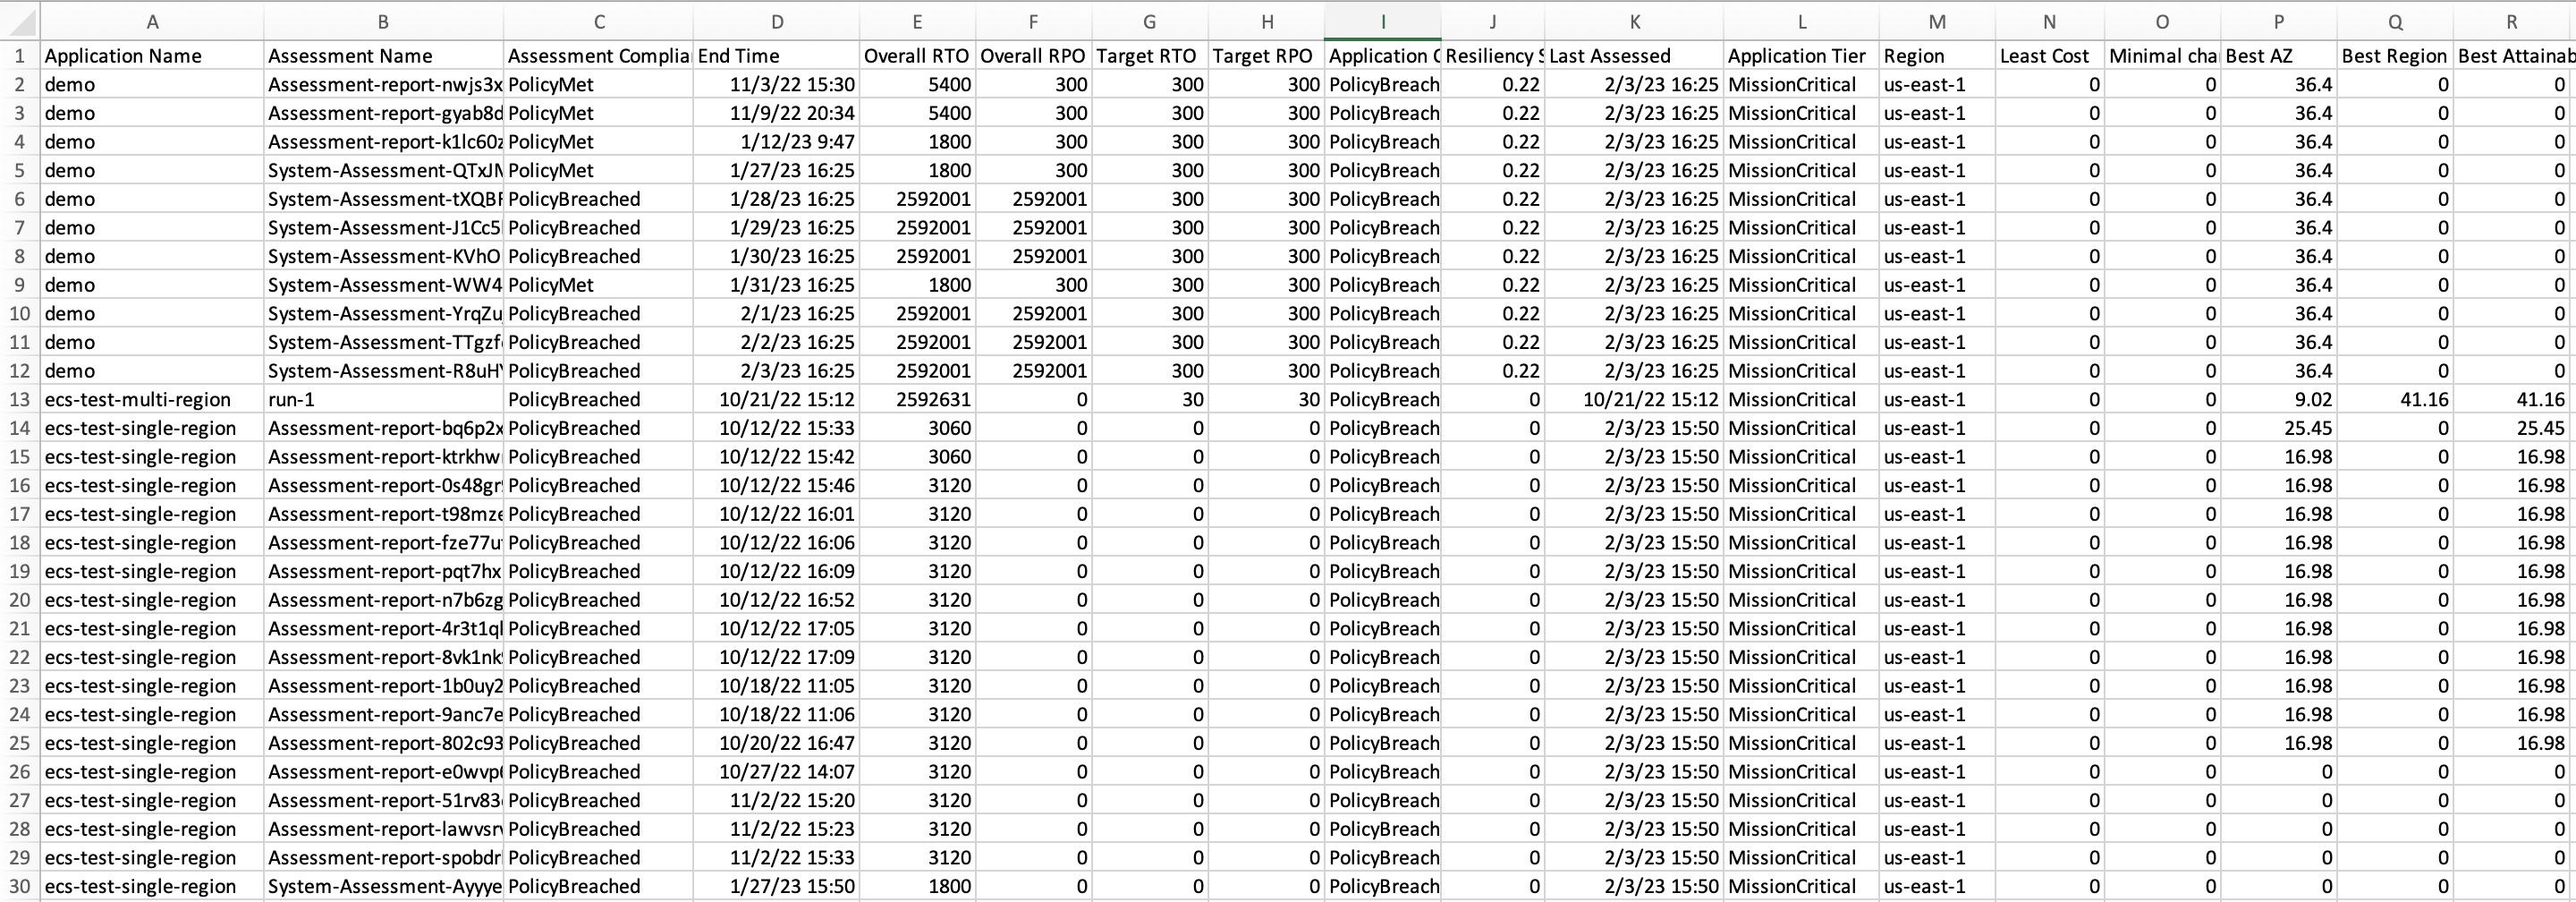 A B C D E F G H I J K L M N O P Q R
1 Application Name Assessment Name Assessment Complia End Time Overall RTO Overall RPO Target RTO Target RPO Application C Resiliency S Last Assessed Application Tier Region Least Cost Minimal cha Best AZ Best Region Best Attainab
2 demo Assessment-report-nwjs3x PolicyMet 11/3/22 15:30 5400 300 300 300 PolicyBreach 0.22 2/3/23 16:25 MissionCritical us-east-1 0 0 36.4 0 0
3 demo Assessment-report-gyab8d PolicyMet 11/9/22 20:34 5400 300 300 300 PolicyBreach 0.22 2/3/23 16:25 MissionCritical us-east-1 0 0 36.4 0 0
4 demo Assessment-report-k1lc60z PolicyMet 1/12/23 9:47 1800 300 300 300 PolicyBreach 0.22 2/3/23 16:25 MissionCritical us-east-1 0 0 36.4 0 0
5 demo System-Assessment-QTxJN PolicyMet 1/27/23 16:25 1800 300 300 300 PolicyBreach 0.22 2/3/23 16:25 MissionCritical us-east-1 0 0 36.4 0 0
6 demo System-Assessment-tXQBF PolicyBreached 1/28/23 16:25 2592001 2592001 300 300 PolicyBreach 0.22 2/3/23 16:25 MissionCritical us-east-1 0 0 36.4 0 0
7 demo System-Assessment-J1Cc5 PolicyBreached 1/29/23 16:25 2592001 2592001 300 300 PolicyBreach 0.22 2/3/23 16:25 MissionCritical us-east-1 0 0 36.4 0 0
8 demo System-Assessment-KVhO PolicyBreached 1/30/23 16:25 2592001 2592001 300 300 PolicyBreach 0.22 2/3/23 16:25 MissionCritical us-east-1 0 0 36.4 0 0
9 demo System-Assessment-WW4 PolicyMet 1/31/23 16:25 1800 300 300 300 PolicyBreach 0.22 2/3/23 16:25 MissionCritical us-east-1 0 0 36.4 0 0
10 demo System-Assessment-YrqZu PolicyBreached 2/1/23 16:25 2592001 2592001 300 300 PolicyBreach 0.22 2/3/23 16:25 MissionCritical us-east-1 0 0 36.4 0 0
11 demo System-Assessment-TTgzf PolicyBreached 2/2/23 16:25 2592001 2592001 300 300 PolicyBreach 0.22 2/3/23 16:25 MissionCritical us-east-1 0 0 36.4 0 0
12 demo System-Assessment-R8uH PolicyBreached 2/3/23 16:25 2592001 2592001 300 300 PolicyBreach 0.22 2/3/23 16:25 MissionCritical us-east-1 0 0 36.4 0 0
13 ecs-test-multi-region run-1 PolicyBreached 10/21/22 15:12 2592631 0 30 30 PolicyBreach 0 10/21/22 15:12 MissionCritical us-east-1 0 0 9.02 41.16 41.16
14 ecs-test-single-region Assessment-report-bq6p2x PolicyBreached 10/12/22 15:33 3060 0 0 0 PolicyBreach 0 2/3/23 15:50 MissionCritical us-east-1 0 0 25.45 0 25.45
15 ecs-test-single-region Assessment-report-ktrkhw PolicyBreached 10/12/22 15:42 3060 0 0 0 PolicyBreach 0 2/3/23 15:50 MissionCritical us-east-1 0 0 16.98 0 16.98
16 ecs-test-single-region Assessment-report-0s48gr PolicyBreached 10/12/22 15:46 3120 0 0 0 PolicyBreach 0 2/3/23 15:50 MissionCritical us-east-1 0 0 16.98 0 16.98
17 ecs-test-single-region Assessment-report-t98mze PolicyBreached 10/12/22 16:01 3120 0 0 0 PolicyBreach 0 2/3/23 15:50 MissionCritical us-east-1 0 0 16.98 0 16.98
18 ecs-test-single-region Assessment-report-fze77u PolicyBreached 10/12/22 16:06 3120 0 0 0 PolicyBreach 0 2/3/23 15:50 MissionCritical us-east-1 0 0 16.98 0 16.98
19 ecs-test-single-region Assessment-report-pqt7hx PolicyBreached 10/12/22 16:09 3120 0 0 0 PolicyBreach 0 2/3/23 15:50 MissionCritical us-east-1 0 0 16.98 0 16.98
20 ecs-test-single-region Assessment-report-n7b6zg PolicyBreached 10/12/22 16:52 3120 0 0 0 PolicyBreach 0 2/3/23 15:50 MissionCritical us-east-1 0 0 16.98 0 16.98
21 ecs-test-single-region Assessment-report-4r3t1ql PolicyBreached 10/12/22 17:05 3120 0 0 0 PolicyBreach 0 2/3/23 15:50 MissionCritical us-east-1 0 0 16.98 0 16.98
22 ecs-test-single-region Assessment-report-8vk1nk PolicyBreached 10/12/22 17:09 3120 0 0 0 PolicyBreach 0 2/3/23 15:50 MissionCritical us-east-1 0 0 16.98 0 16.98
23 ecs-test-single-region Assessment-report-1b0uy2 PolicyBreached 10/18/22 11:05 3120 0 0 0 PolicyBreach 0 2/3/23 15:50 MissionCritical us-east-1 0 0 16.98 0 16.98
24 ecs-test-single-region Assessment-report-9anc7e PolicyBreached 10/18/22 11:06 3120 0 0 0 PolicyBreach 0 2/3/23 15:50 MissionCritical us-east-1 0 0 16.98 0 16.98
25 ecs-test-single-region Assessment-report-802c93 PolicyBreached 10/20/22 16:47 3120 0 0 0 PolicyBreach 0 2/3/23 15:50 MissionCritical us-east-1 0 0 16.98 0 16.98
26 ecs-test-single-region Assessment-report-e0wvp PolicyBreached 10/27/22 14:07 3120 0 0 0 PolicyBreach 0 2/3/23 15:50 MissionCritical us-east-1 0 0 0 0 0
27 ecs-test-single-region Assessment-report-51rv83 PolicyBreached 11/2/22 15:20 3120 0 0 0 PolicyBreach 0 2/3/23 15:50 MissionCritical us-east-1 0 0 0 0 0
28 ecs-test-single-region Assessment-report-lawvsr PolicyBreached 11/2/22 15:23 3120 0 0 0 PolicyBreach 0 2/3/23 15:50 MissionCritical us-east-1 0 0 0 0 0
29 ecs-test-single-region Assessment-report-spobdr PolicyBreached 11/2/22 15:33 3120 0 0 0 PolicyBreach 0 2/3/23 15:50 MissionCritical us-east-1 0 0 0 0 0
30 ecs-test-single-region System-Assessment-Ayyye PolicyBreached 1/27/23 15:50 1800 0 0 0 PolicyBreach 0 2/3/23 15:50 MissionCritical us-east-1 0 0 0 0 0